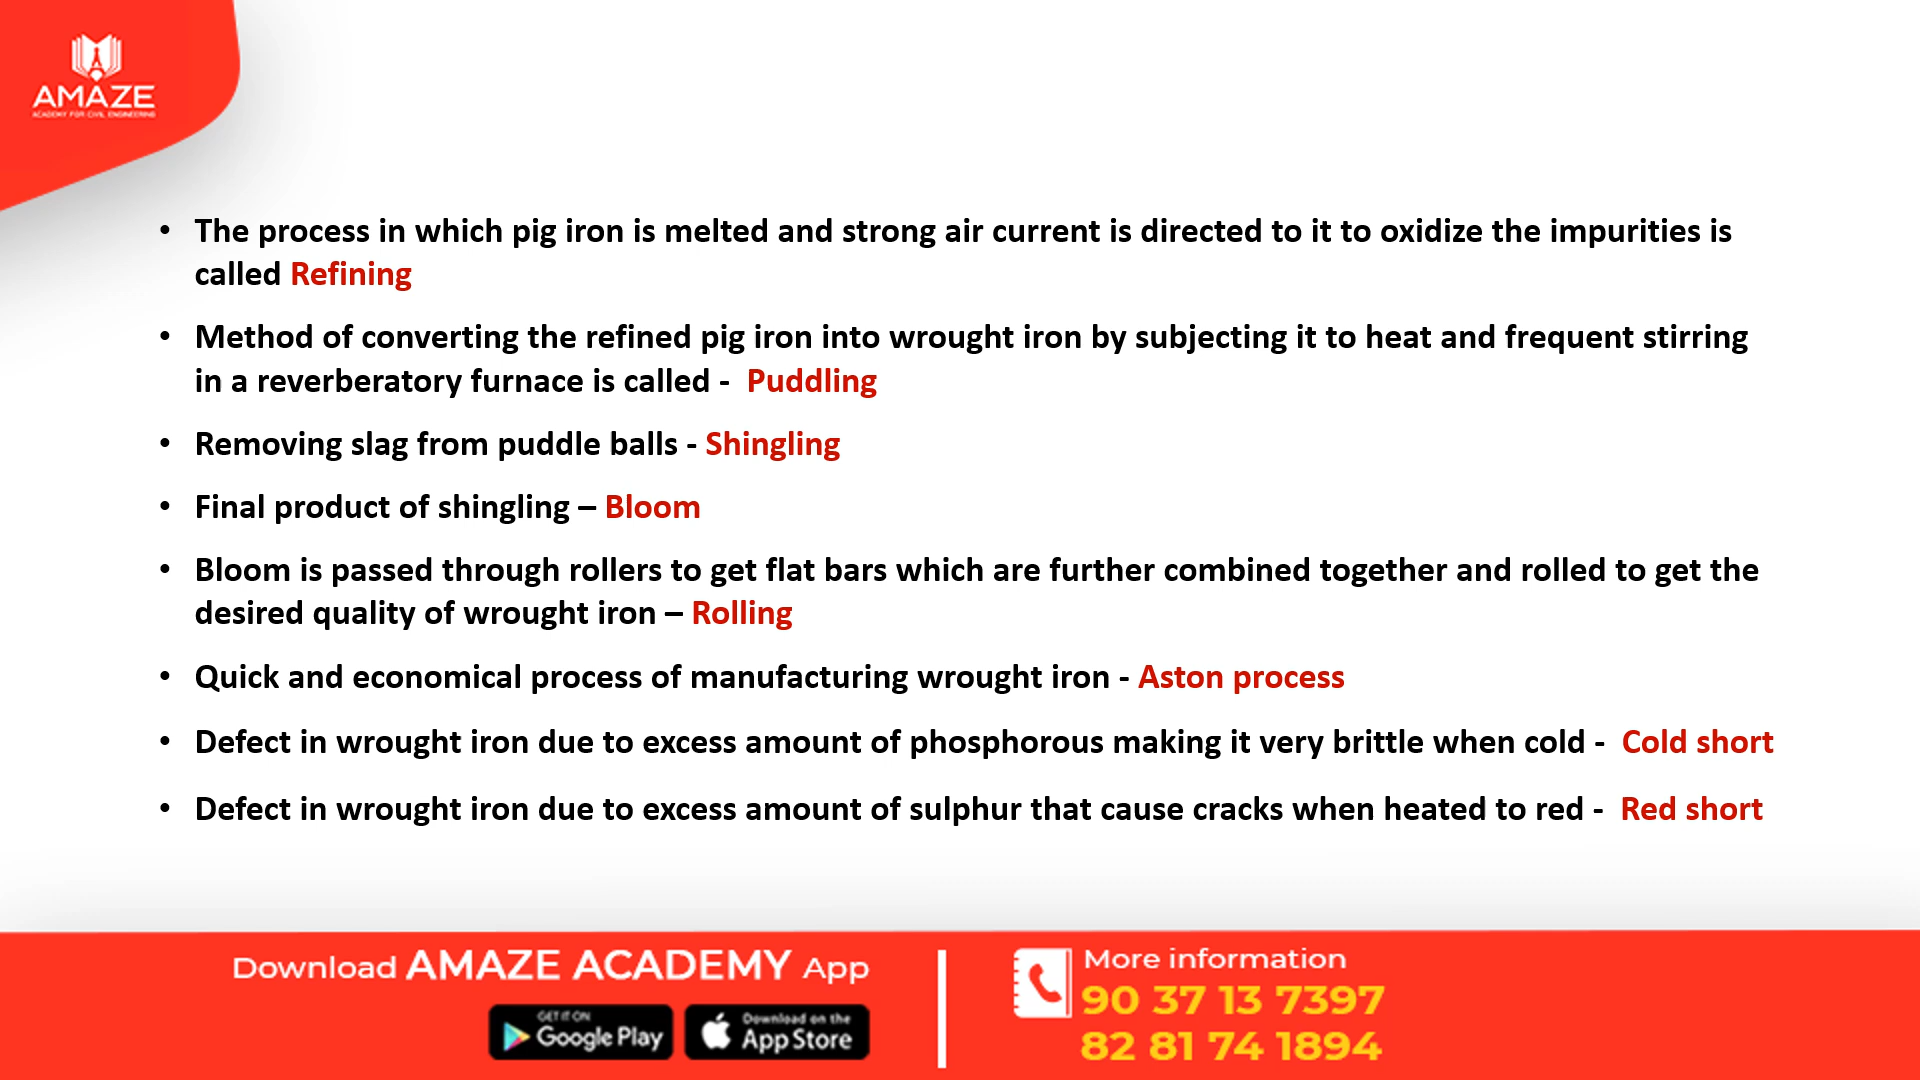 AMAZE
ACADEMY FOR CIVIL ENGINEERING
• The process in which pig iron is melted and strong air current is directed to it to oxidize the impurities is
called Refining
• Method of converting the refined pig iron into wrought iron by subjecting it to heat and frequent stirring
in a reverberatory furnace is called - Puddling
• Removing slag from puddle balls - Shingling
• Final product of shingling – Bloom
• Bloom is passed through rollers to get flat bars which are further combined together and rolled to get the
desired quality of wrought iron – Rolling
• Quick and economical process of manufacturing wrought iron - Aston process
• Defect in wrought iron due to excess amount of phosphorous making it very brittle when cold - Cold short
• Defect in wrought iron due to excess amount of sulphur that cause cracks when heated to red - Red short
Download AMAZE ACADEMY App
GET IT ON
Google Play
Download on the
App Store
More information
90 37 13 7397
82 81 74 1894